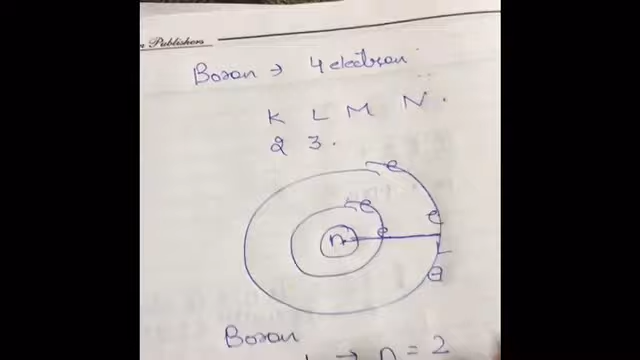 Publishers
Boron → 4 electron
K L M N.
2 3.
e
e
e
e
n
L
e
Boron
→ n = 2